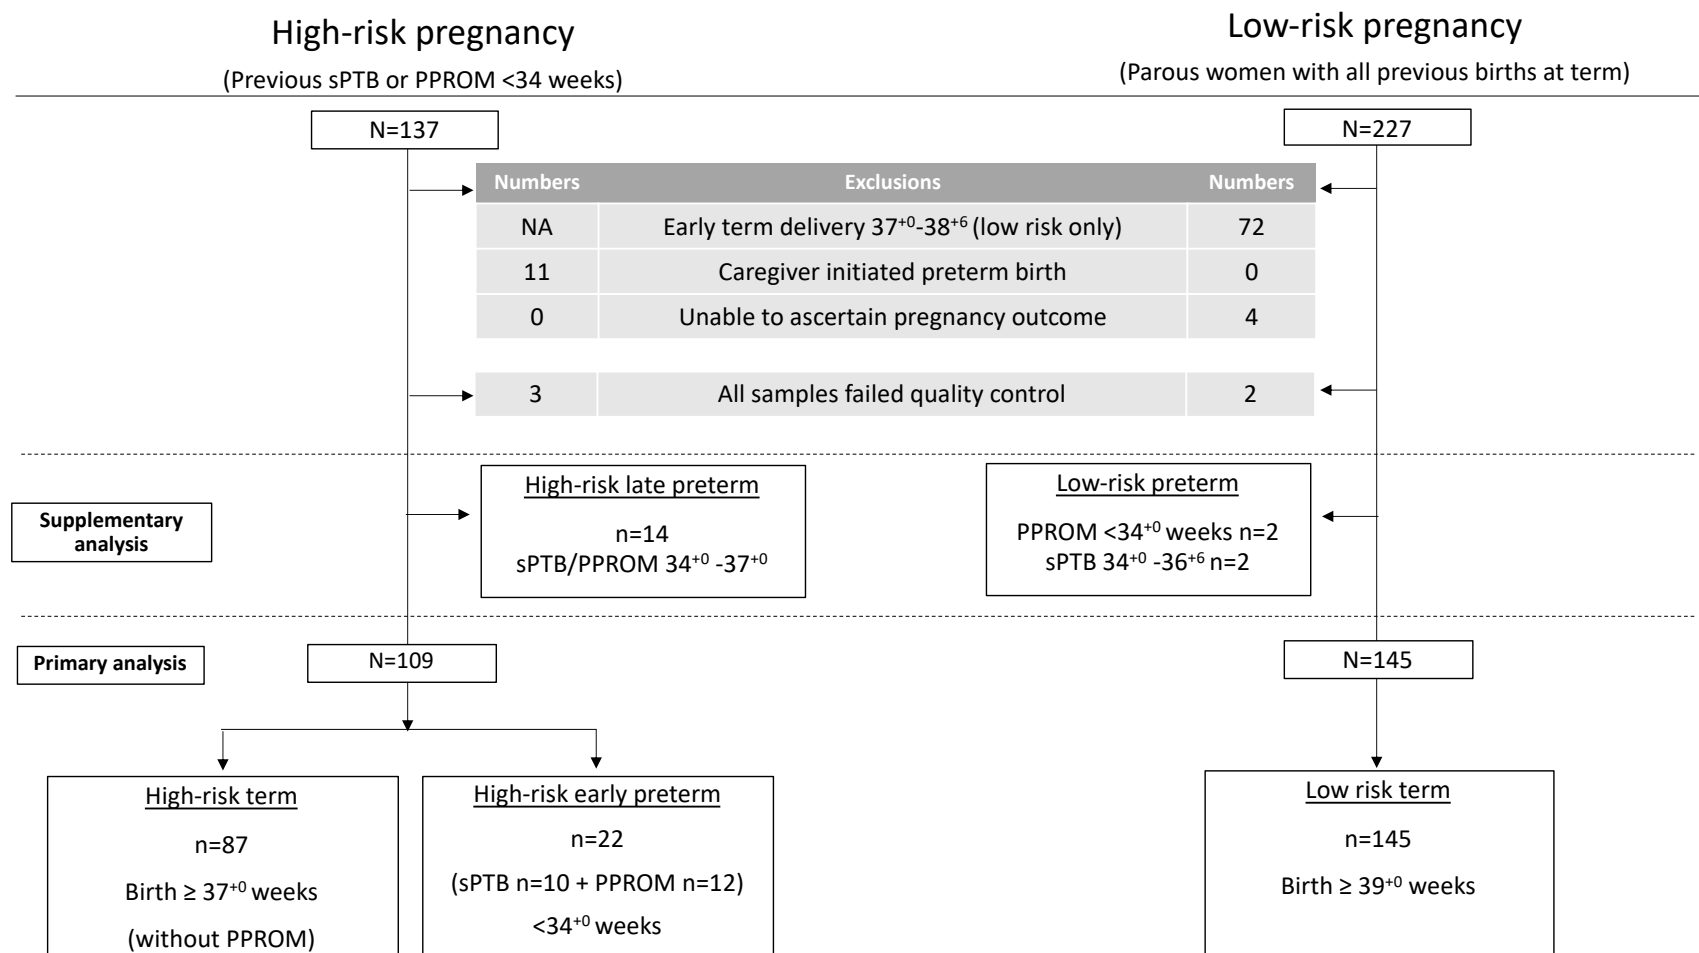 High-risk pregnancy
(Previous sPTB or PPROM <34 weeks)
Low-risk pregnancy
(Parous women with all previous births at term)
N=137
N=227
Numbers Exclusions Numbers
NA Early term delivery 37⁺⁰-38⁺⁶ (low risk only) 72
11 Caregiver initiated preterm birth 0
0 Unable to ascertain pregnancy outcome 4
3 All samples failed quality control 2
Supplementary
analysis
High-risk late preterm
n=14
sPTB/PPROM 34⁺⁰ -37⁺⁰
Low-risk preterm
PPROM <34⁺⁰ weeks n=2
sPTB 34⁺⁰ -36⁺⁶ n=2
Primary analysis
N=109
N=145
High-risk term
n=87
Birth ≥ 37⁺⁰ weeks
(without PPROM)
High-risk early preterm
n=22
(sPTB n=10 + PPROM n=12)
<34⁺⁰ weeks
Low risk term
n=145
Birth ≥ 39⁺⁰ weeks